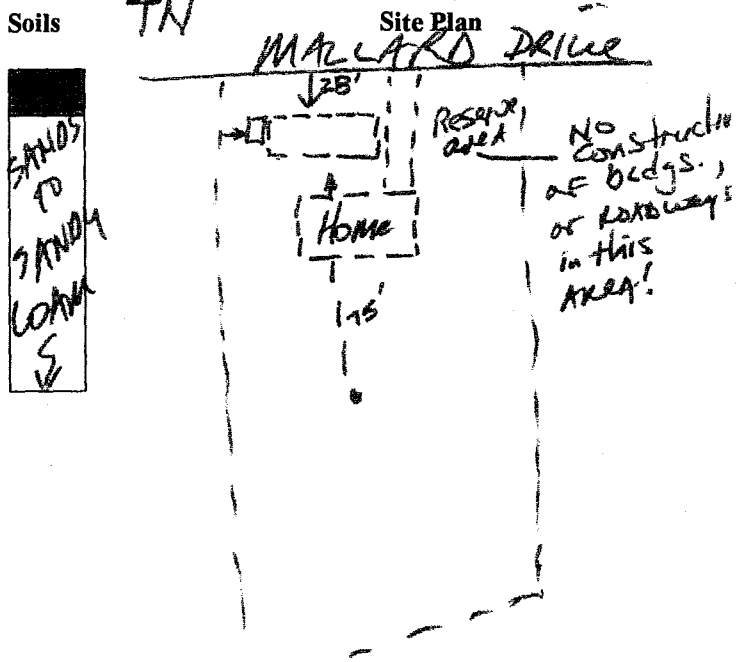 Soils
TN
Site Plan
MALLARD DRIVE
28'
Reserve
area
No
Construction
of bldgs.,
or Roadways
in this
AREA!
SANDS
TO
SANDY
LOAM
Home
175'